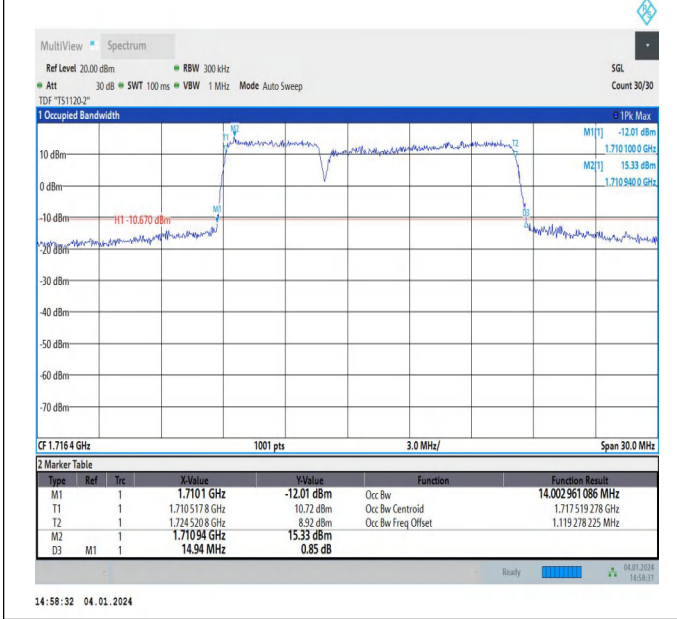 MultiView Spectrum
Ref Level 20.00 dBm RBW 300 kHz SGL
Att 30 dB SWT 100 ms VBW 1 MHz Mode Auto Sweep Count 30/30
TDF "TS1120-2"
1 Occupied Bandwidth 1Pk Max
M1[1] -12.01 dBm
1.710 100 0 GHz
M2[1] 15.33 dBm
1.710 940 0 GHz
M2
T1
T2
10 dBm
0 dBm
M1
D3
-10 dBm
H1 -10.670 dBm
-20 dBm
-30 dBm
-40 dBm
-50 dBm
-60 dBm
-70 dBm
CF 1.716 4 GHz 1001 pts 3.0 MHz/ Span 30.0 MHz
2 Marker Table
Type Ref Trc X-Value Y-Value Function Function Result
M1 1 1.7101 GHz -12.01 dBm Occ Bw 14.002 961 086 MHz
T1 1 1.710 517 8 GHz 10.72 dBm Occ Bw Centroid 1.717 519 278 GHz
T2 1 1.724 520 8 GHz 8.92 dBm Occ Bw Freq Offset 1.119 278 225 MHz
M2 1 1.71094 GHz 15.33 dBm
D3 M1 1 14.94 MHz 0.85 dB
Ready 04.01.2024
14:58:31
14:58:32 04.01.2024